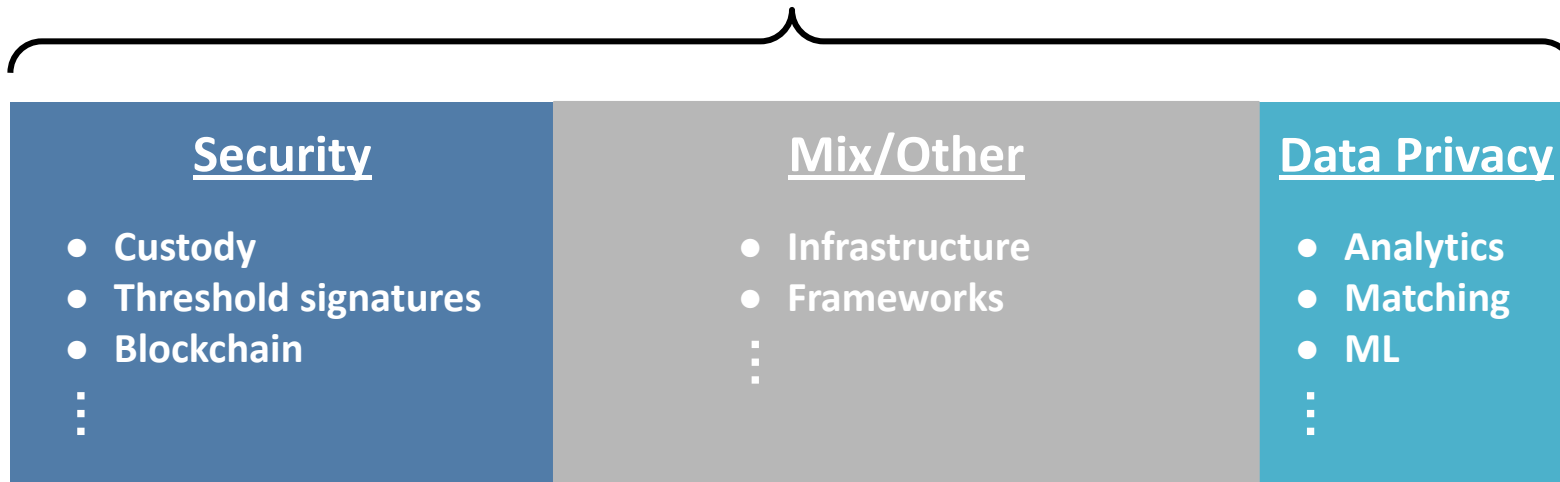 Security
● Custody
● Threshold signatures
● Blockchain
⋮
Mix/Other
● Infrastructure
● Frameworks
⋮
Data Privacy
● Analytics
● Matching
● ML
⋮